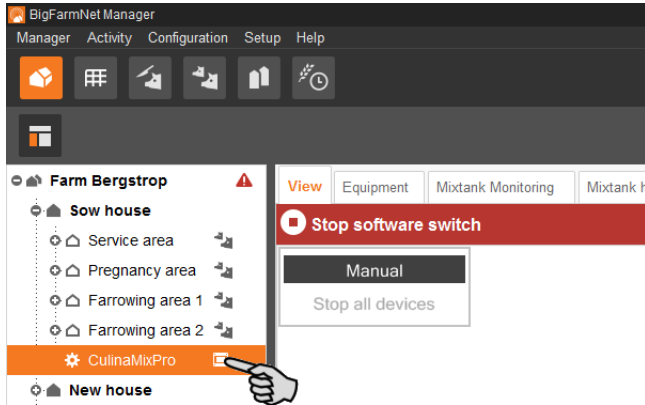 BigFarmNet Manager
Manager Activity Configuration Setup Help
Farm Bergstrop
Sow house
Service area
Pregnancy area
Farrowing area 1
Farrowing area 2
CulinaMixPro
New house
View Equipment Mixtank Monitoring Mixtank
Stop software switch
Manual
Stop all devices